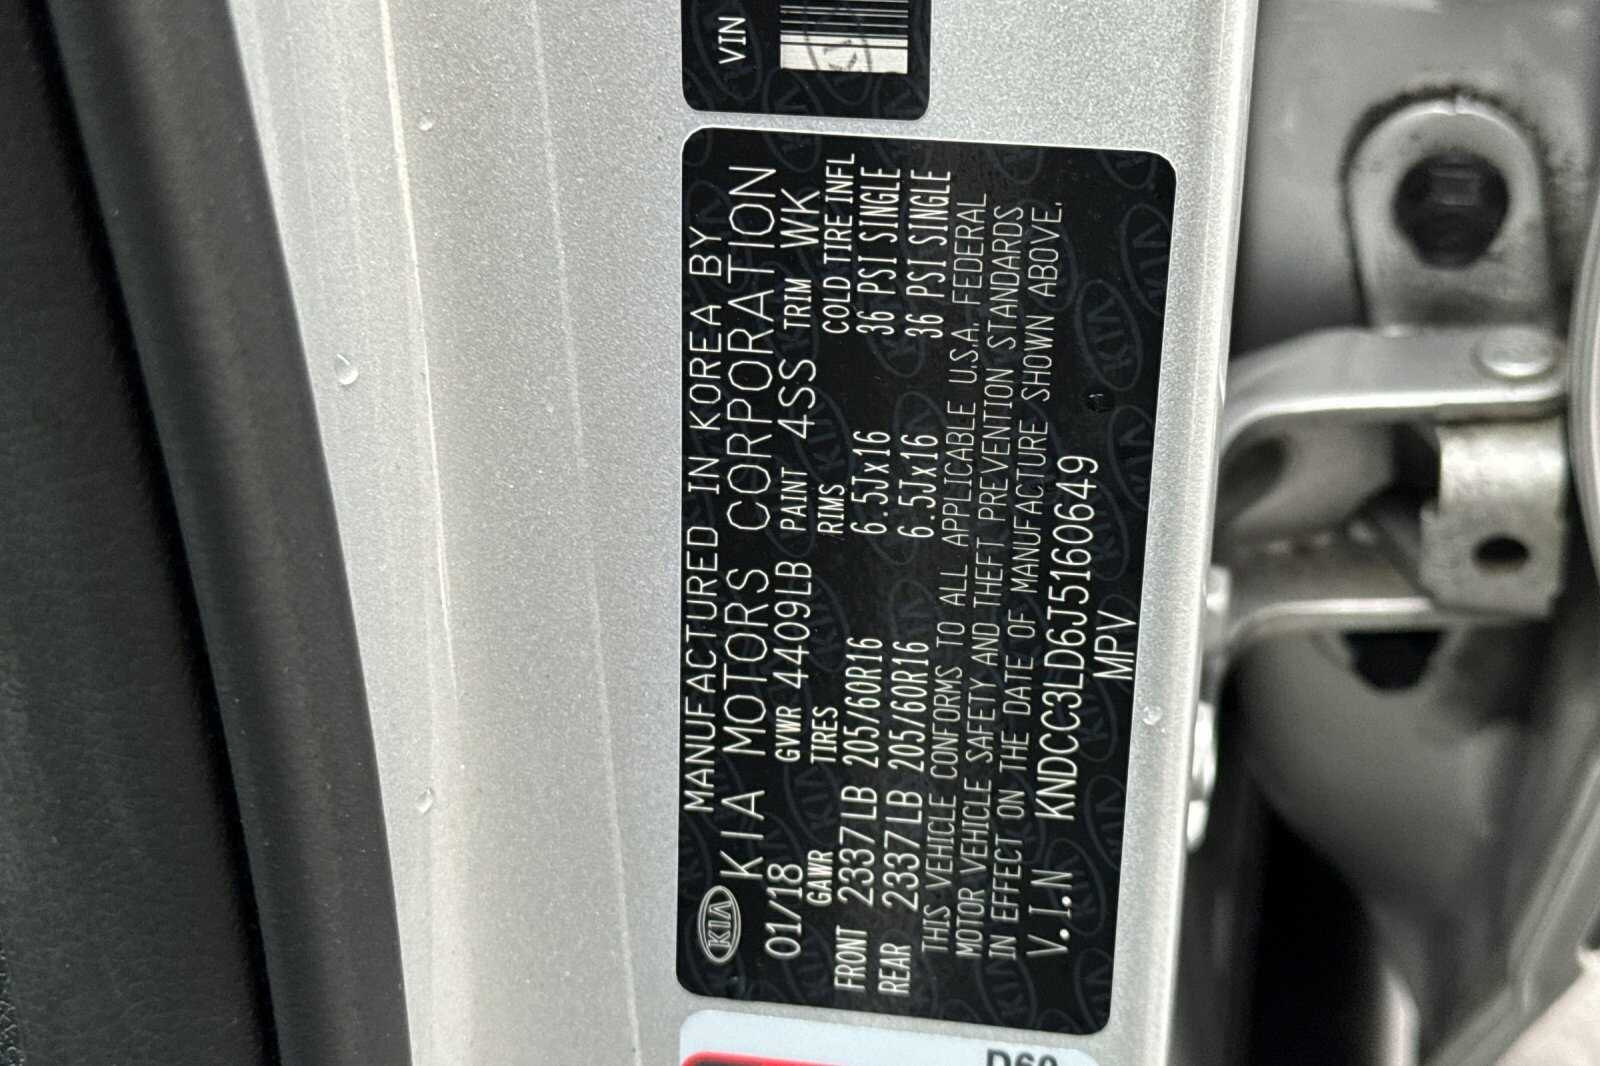 VIN
KIA
MANUFACTURED IN KOREA BY
KIA MOTORS CORPORATION
01/18 GVWR 4409LB PAINT 4SS TRIM WK
GAWR TIRES RIMS COLD TIRE INFL
FRONT 2337LB 205/60R16 6.5Jx16 36 PSI SINGLE
REAR 2337LB 205/60R16 6.5Jx16 36 PSI SINGLE
THIS VEHICLE CONFORMS TO ALL APPLICABLE U.S.A. FEDERAL
MOTOR VEHICLE SAFETY AND THEFT PREVENTION STANDARDS
IN EFFECT ON THE DATE OF MANUFACTURE SHOWN ABOVE.
V.I.N KNDCC3LD6J5160649
MPV